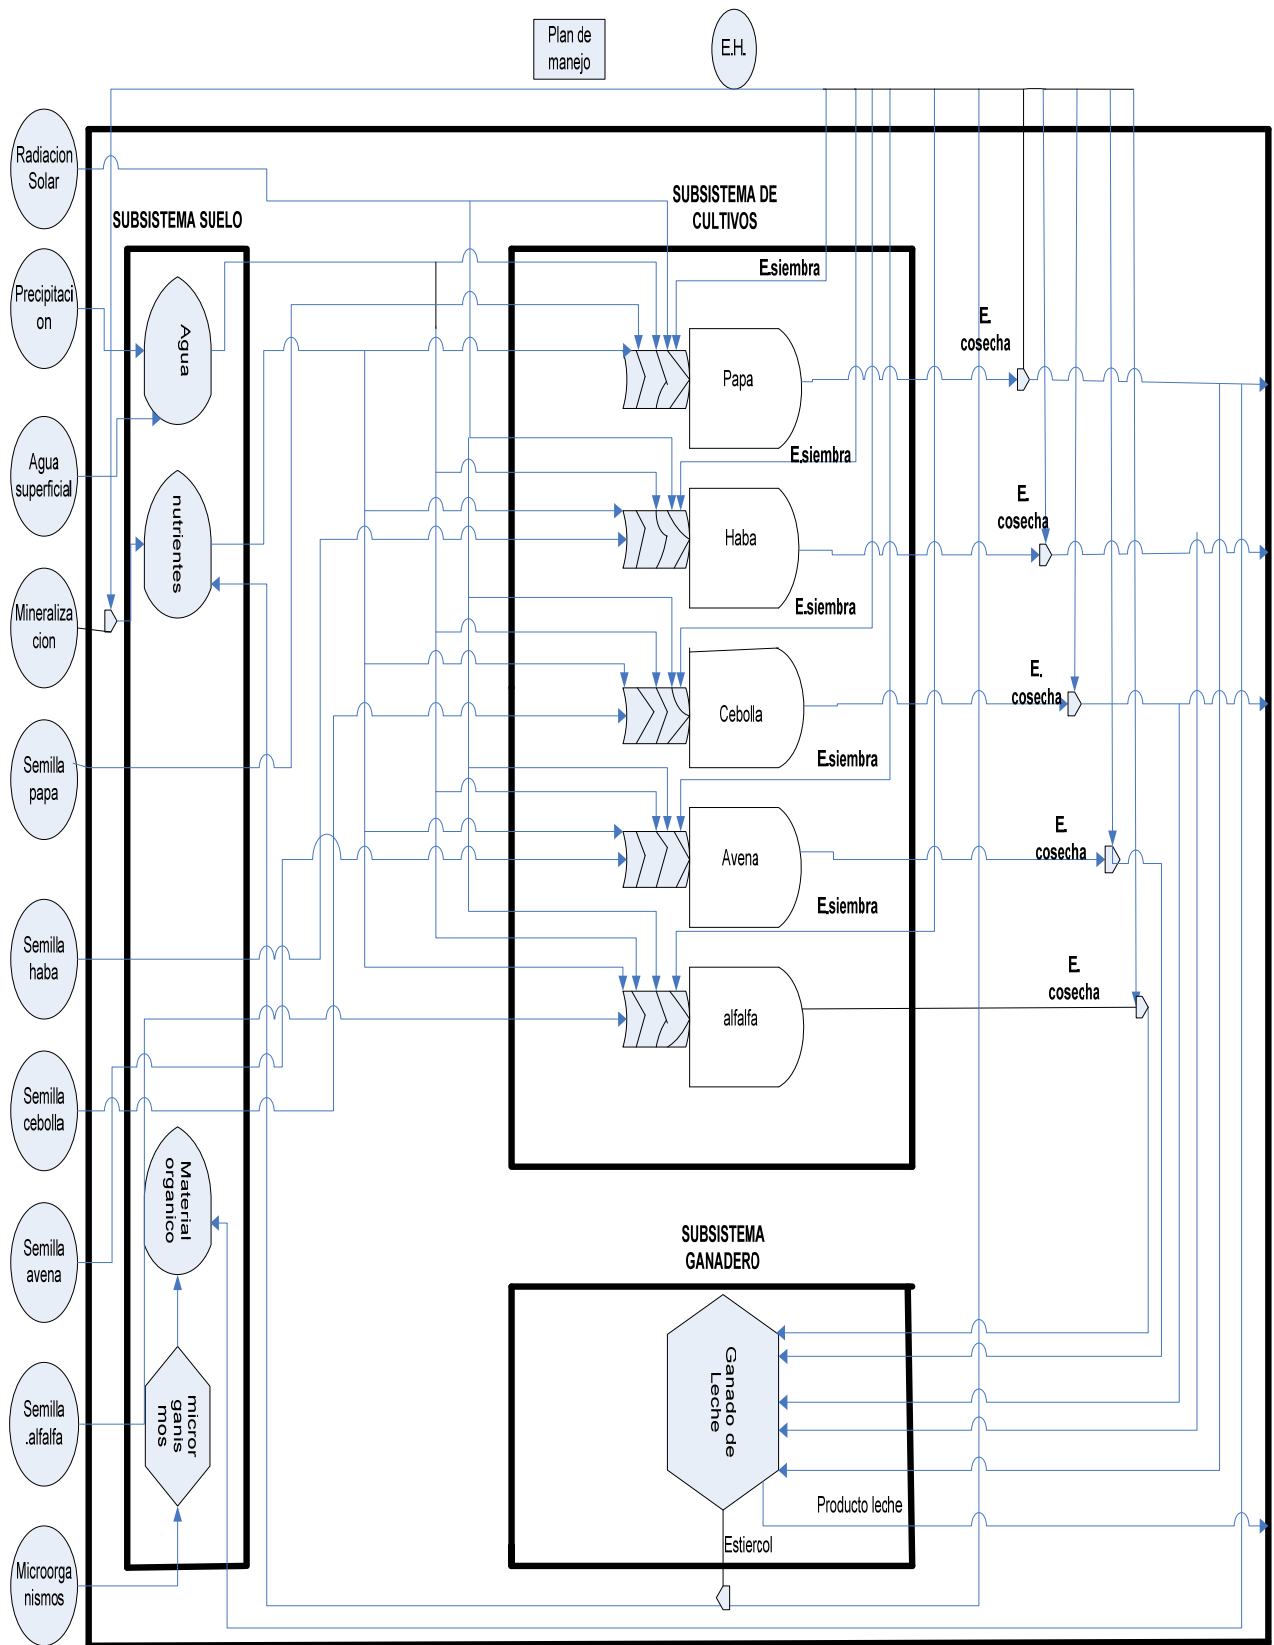 Plan de
manejo
E.H.
Radiacion
Solar
Precipitaci
on
Agua
superficial
Mineraliza
cion
Semilla
papa
Semilla
haba
Semilla
cebolla
Semilla
avena
Semilla
.alfalfa
Microorga
nismos
SUBSISTEMA SUELO
Agua
nutrientes
Material
organico
micror
ganis
mos
SUBSISTEMA DE
CULTIVOS
E.siembra
Papa
E.
cosecha
E.siembra
Haba
E.
cosecha
E.siembra
Cebolla
E.
cosecha
E.siembra
Avena
E.
cosecha
E.siembra
alfalfa
E.
cosecha
SUBSISTEMA
GANADERO
Ganado de
Leche
Producto leche
Estiercol